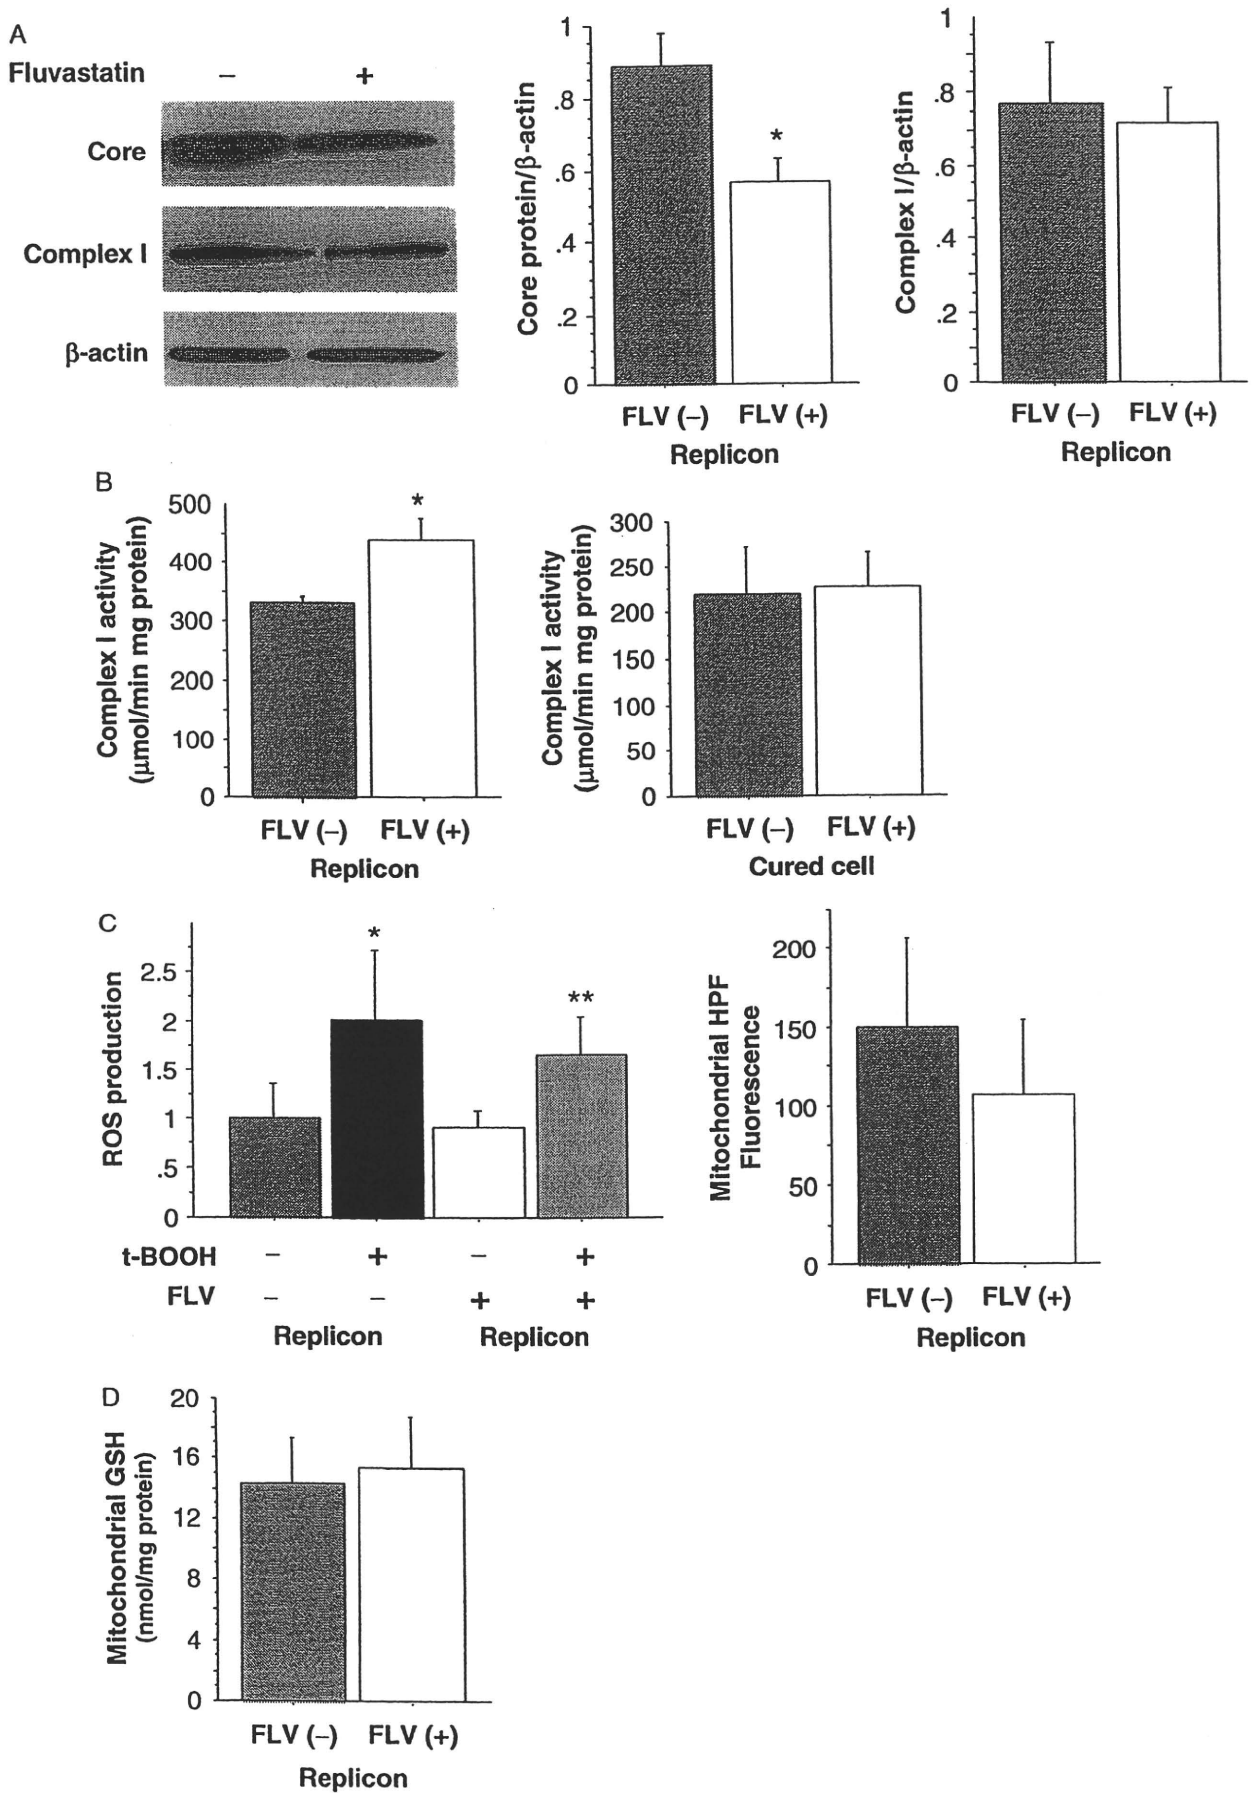 A
Fluvastatin – +
Core
Complex I
β-actin
Core protein/β-actin
1
.8
.6
.4
.2
0
*
FLV (–) FLV (+)
Replicon
Complex I/β-actin
1
.8
.6
.4
.2
0
FLV (–) FLV (+)
Replicon
B
Complex I activity
(μmol/min mg protein)
500
400
300
200
100
0
*
FLV (–) FLV (+)
Replicon
Complex I activity
(μmol/min mg protein)
300
250
200
150
100
50
0
FLV (–) FLV (+)
Cured cell
C
ROS production
2.5
2
1.5
1
.5
0
*
**
t-BOOH – + – +
FLV – – + +
Replicon Replicon
Mitochondrial HPF
Fluorescence
200
150
100
50
0
FLV (–) FLV (+)
Replicon
D
Mitochondrial GSH
(nmol/mg protein)
20
16
12
8
4
0
FLV (–) FLV (+)
Replicon